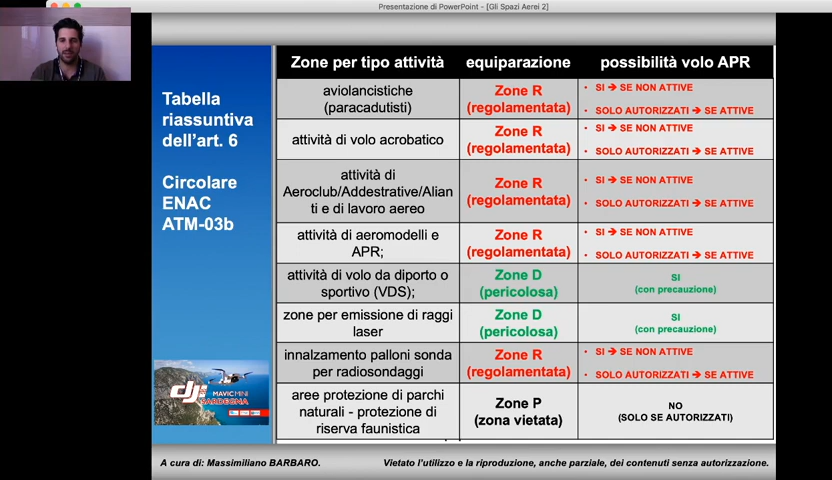 Presentazione di PowerPoint - [Gli Spazi Aerei 2]
Tabella
riassuntiva
dell'art. 6
Circolare
ENAC
ATM-03b
Zone per tipo attività equiparazione possibilità volo APR
aviolancistiche
(paracadutisti)
Zone R
(regolamentata)
• SI ➔ SE NON ATTIVE
• SOLO AUTORIZZATI ➔ SE ATTIVE
attività di volo acrobatico
Zone R
(regolamentata)
• SI ➔ SE NON ATTIVE
• SOLO AUTORIZZATI ➔ SE ATTIVE
attività di
Aeroclub/Addestrative/Alian
ti e di lavoro aereo
Zone R
(regolamentata)
• SI ➔ SE NON ATTIVE
• SOLO AUTORIZZATI ➔ SE ATTIVE
attività di aeromodelli e
APR;
Zone R
(regolamentata)
• SI ➔ SE NON ATTIVE
• SOLO AUTORIZZATI ➔ SE ATTIVE
attività di volo da diporto o
sportivo (VDS);
Zone D
(pericolosa)
SI
(con precauzione)
zone per emissione di raggi
laser
Zone D
(pericolosa)
SI
(con precauzione)
innalzamento palloni sonda
per radiosondaggi
Zone R
(regolamentata)
• SI ➔ SE NON ATTIVE
• SOLO AUTORIZZATI ➔ SE ATTIVE
aree protezione di parchi
naturali - protezione di
riserva faunistica
Zone P
(zona vietata)
NO
(SOLO SE AUTORIZZATI)
dji
MAVIC MINI
SARDEGNA
A cura di: Massimiliano BARBARO. Vietato l'utilizzo e la riproduzione, anche parziale, dei contenuti senza autorizzazione.